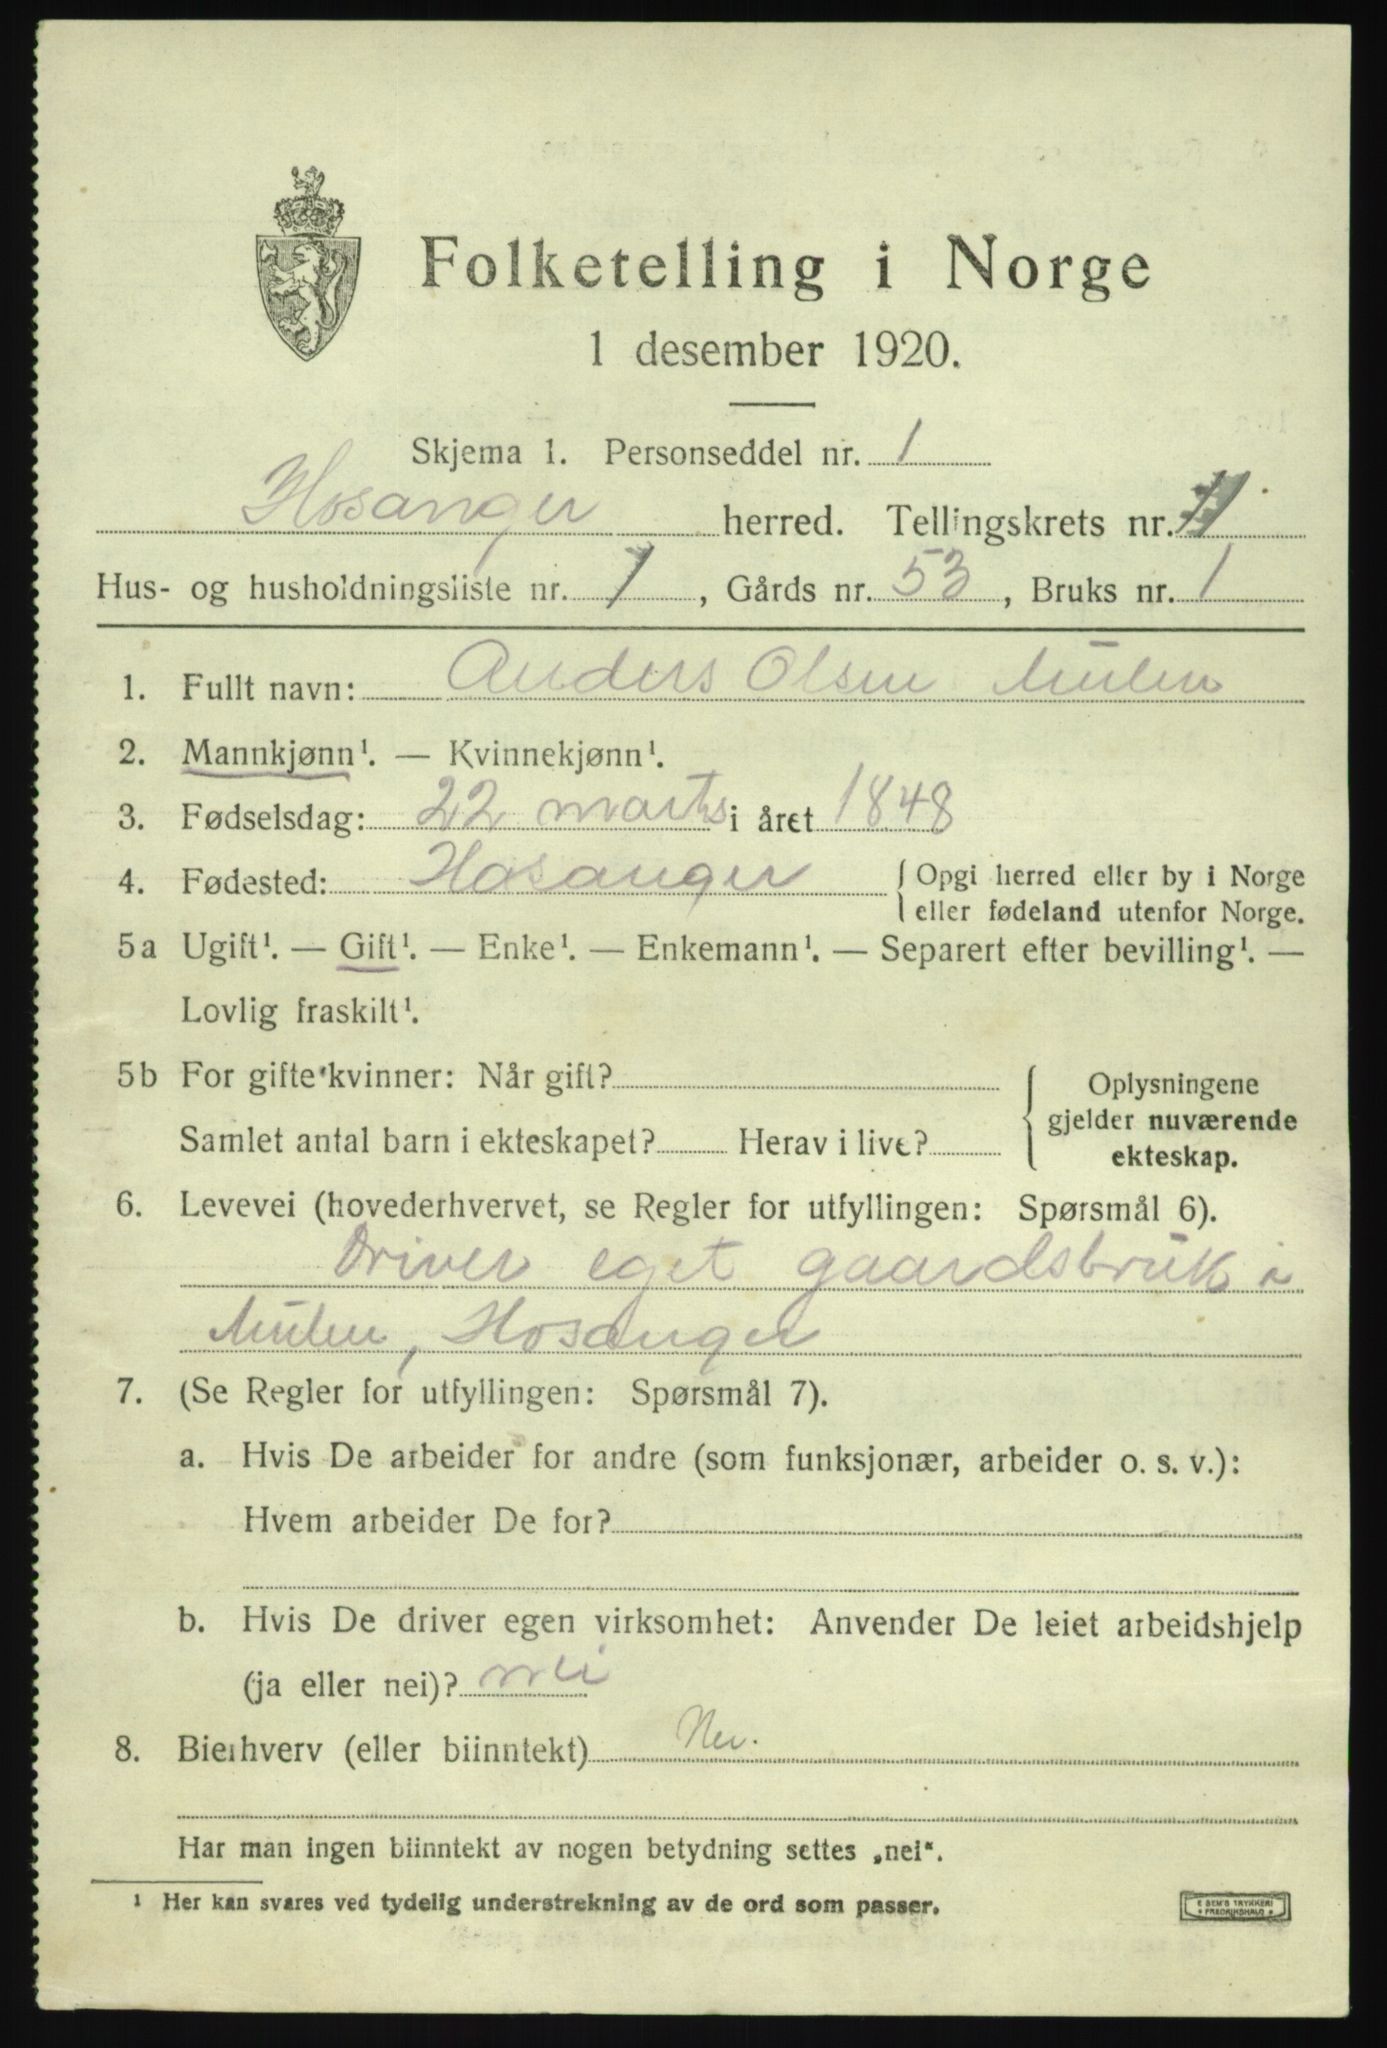 Folketelling i Norge
1 desember 1920.
Skjema 1. Personseddel nr. 1
Hosanger herred. Tellingskrets nr. 11
Hus- og husholdningsliste nr. 1, Gårds nr. 53, Bruks nr. 1
1. Fullt navn: Anders Olsen Mulen
2. Mannkjønn¹. — Kvinnekjønn¹.
3. Fødselsdag: 22 marts i året 1848
4. Fødested: Hosanger { Opgi herred eller by i Norge
eller fødeland utenfor Norge.
5a Ugift¹. — Gift¹. — Enke¹. — Enkemann¹. — Separert efter bevilling¹. —
Lovlig fraskilt¹.
5b For gifte kvinner: Når gift?
Samlet antal barn i ekteskapet? Herav i live?
Oplysningene
gjelder nuværende
ekteskap.
6. Levevei (hovederhvervet, se Regler for utfyllingen: Spørsmål 6).
Driver eget gaardsbruk i
Mulen, Hosanger
7. (Se Regler for utfyllingen: Spørsmål 7).
a. Hvis De arbeider for andre (som funksjonær, arbeider o. s. v.):
Hvem arbeider De for?
b. Hvis De driver egen virksomhet: Anvender De leiet arbeidshjelp
(ja eller nei)? nei
8. Bierhverv (eller biinntekt) Nei.
Har man ingen biinntekt av nogen betydning settes „nei“.
¹ Her kan svares ved tydelig understrekning av de ord som passer.
E SEM'S TRYKKERI
FREDRIKSHALD